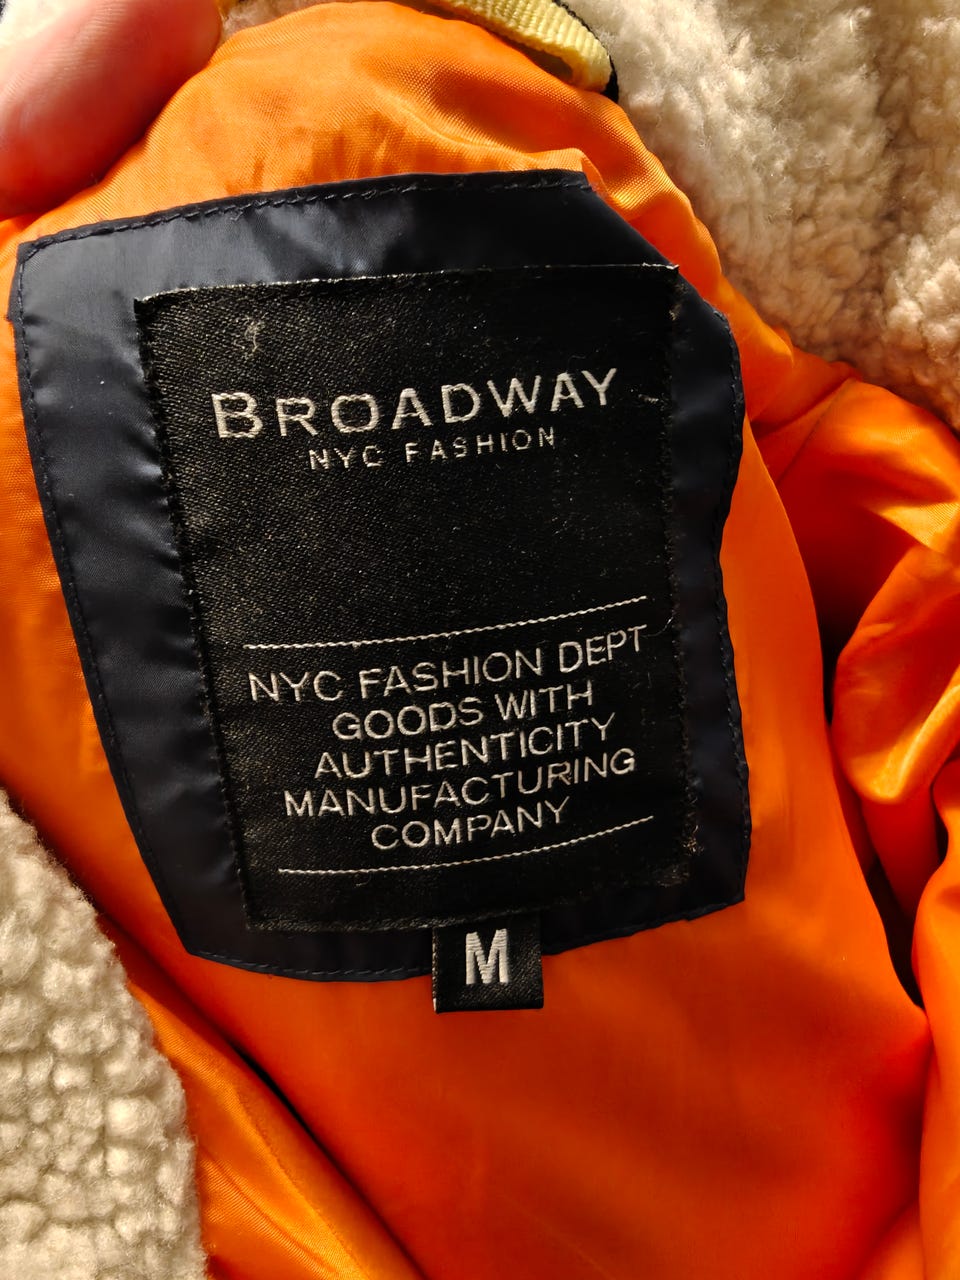 BROADWAY
NYC FASHION
NYC FASHION DEPT
GOODS WITH
AUTHENTICITY
MANUFACTURING
COMPANY
M